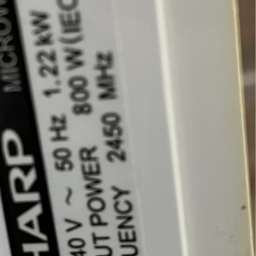 HARP
MICROW
40 V ~ 50 Hz 1.22 kW
UT POWER 800 W (IEC
UENCY 2450 MHz